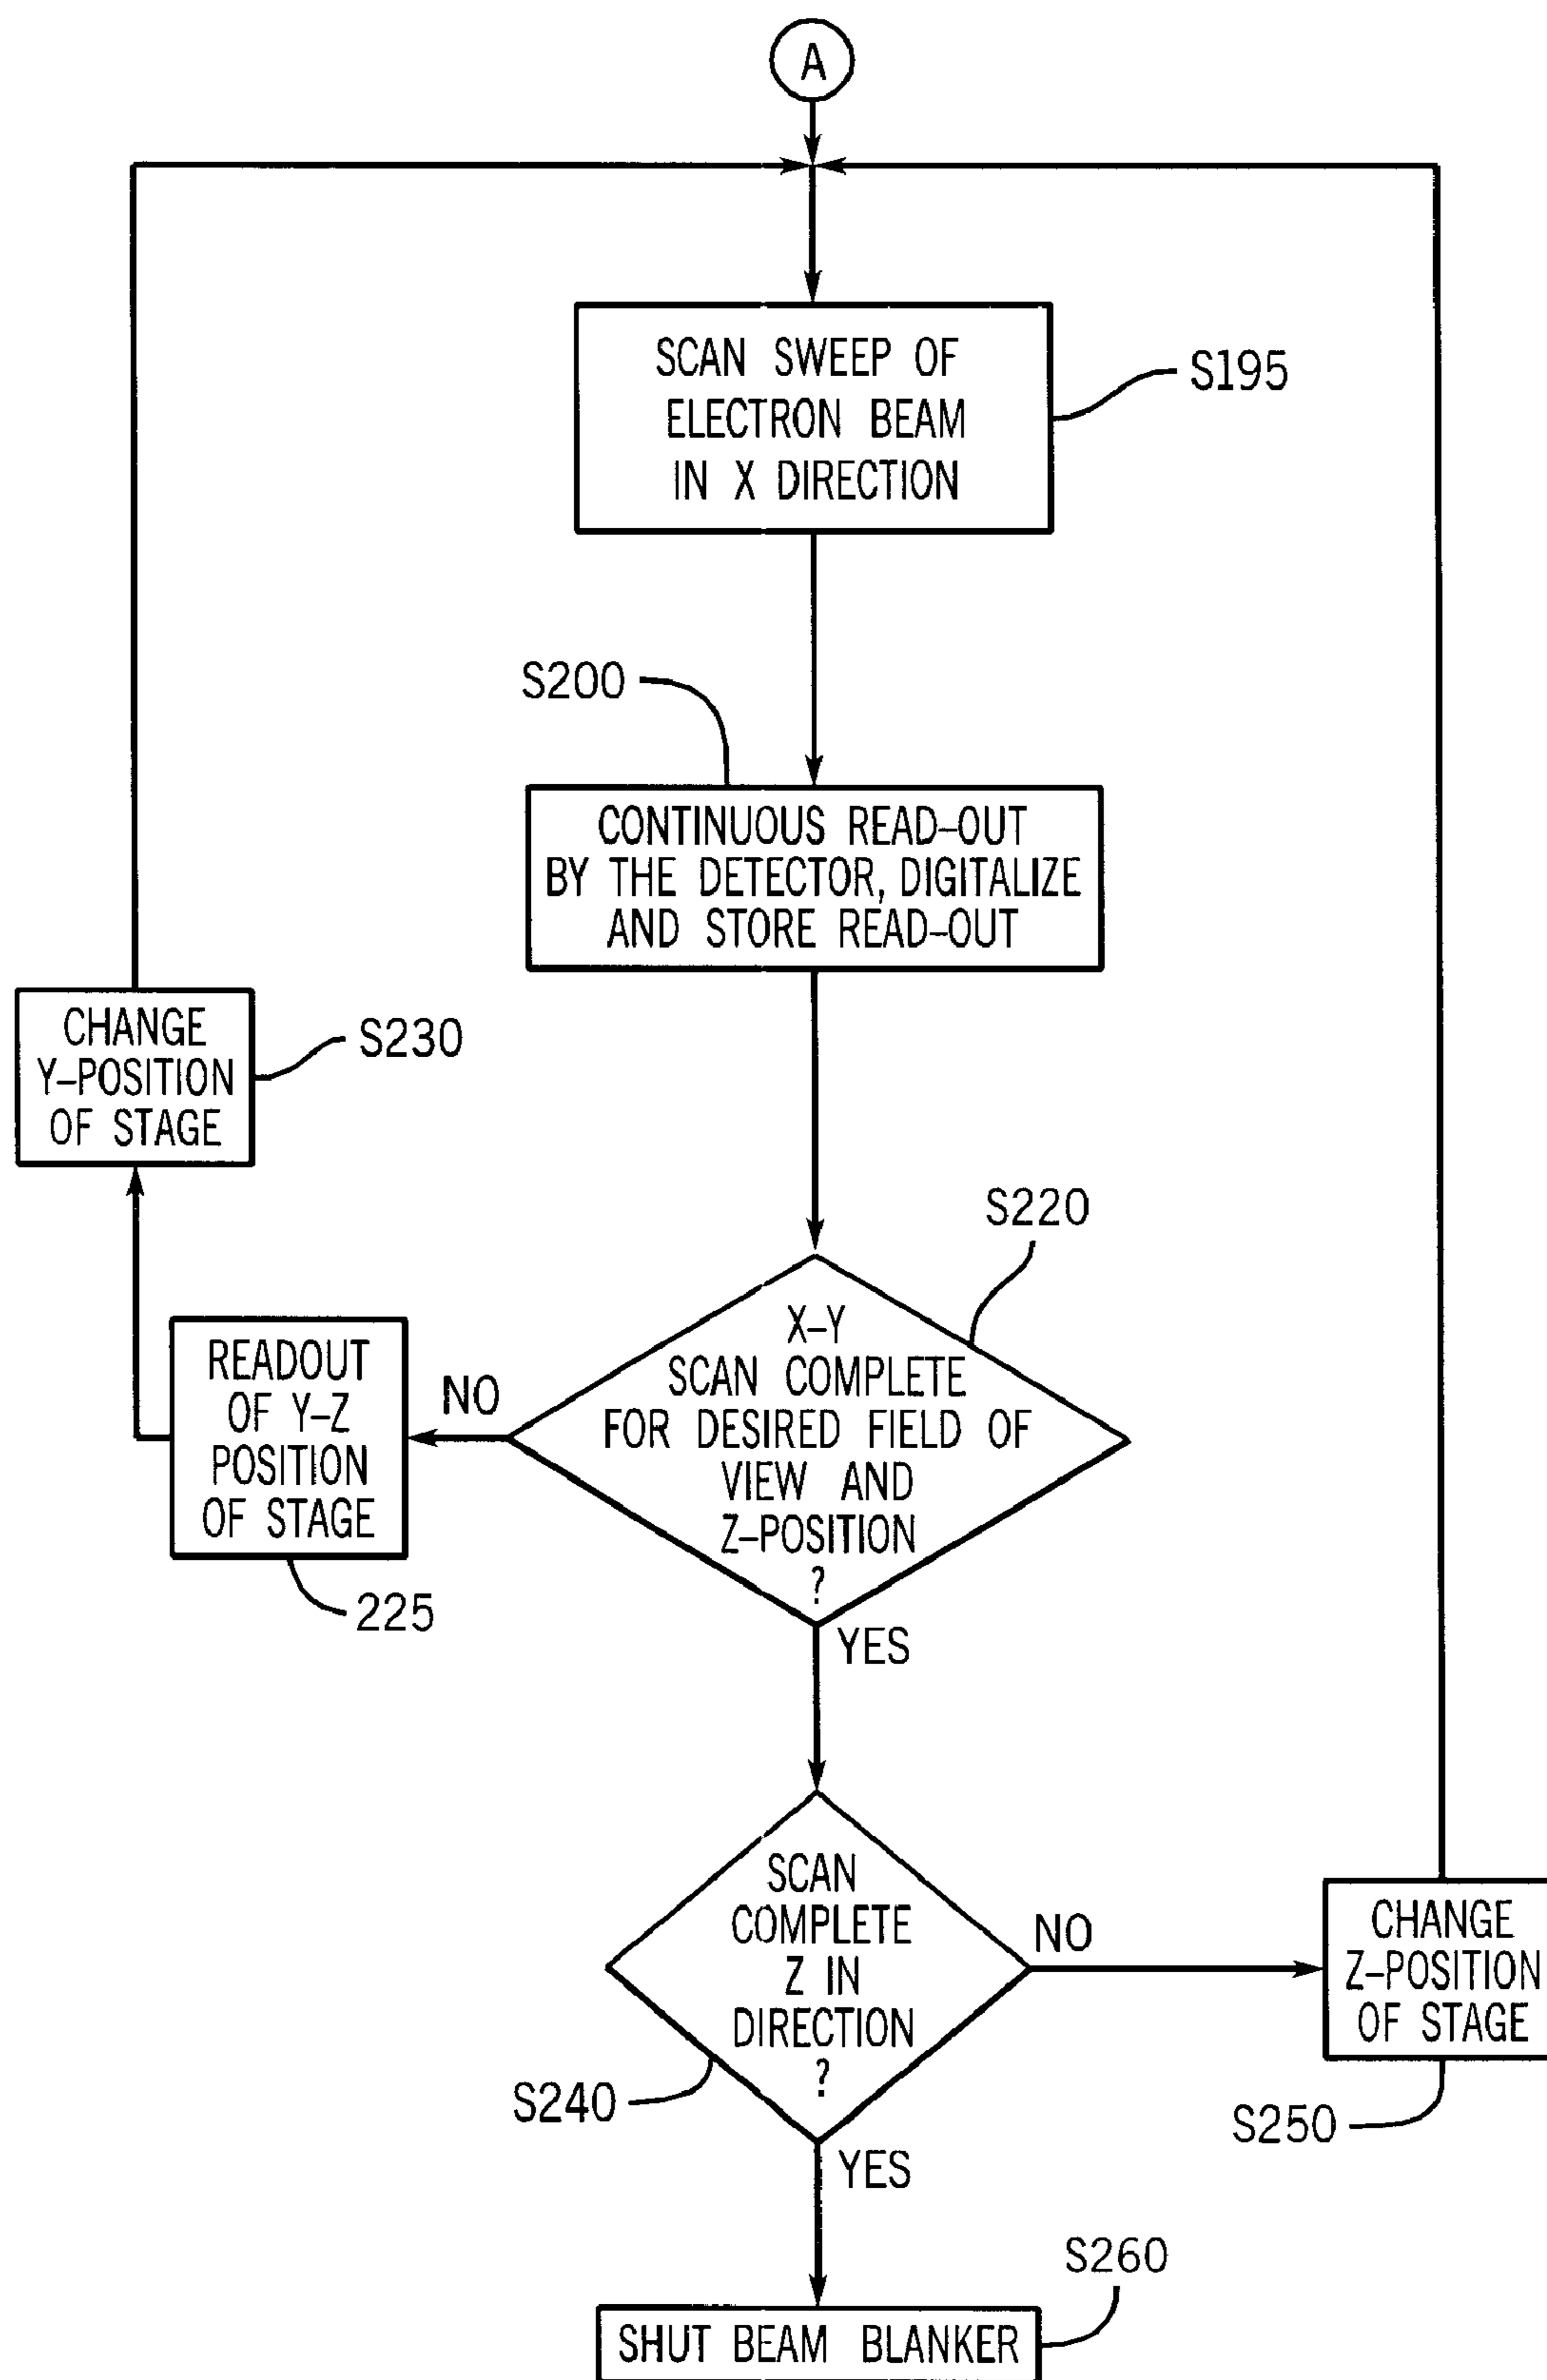 A
SCAN SWEEP OF
ELECTRON BEAM
IN X DIRECTION
S195
S200
CONTINUOUS READ-OUT
BY THE DETECTOR, DIGITALIZE
AND STORE READ-OUT
CHANGE
Y-POSITION
OF STAGE
S230
S220
X-Y
SCAN COMPLETE
FOR DESIRED FIELD OF
VIEW AND
Z-POSITION
?
NO
READOUT
OF Y-Z
POSITION
OF STAGE
225
YES
SCAN
COMPLETE
Z IN
DIRECTION
?
NO
CHANGE
Z-POSITION
OF STAGE
S240
S250
YES
S260
SHUT BEAM BLANKER